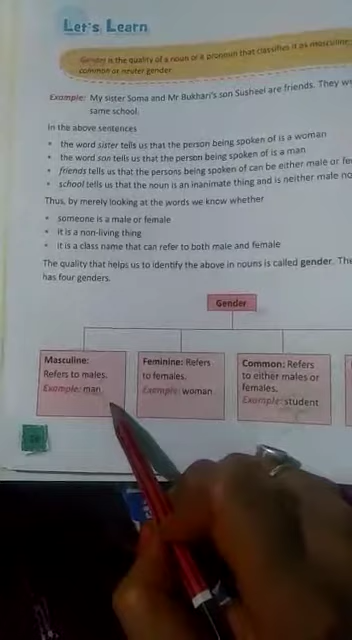 Let's Learn
Gender is the quality of a noun or a pronoun that classifies it as masculine,
common or neuter gender.
Example: My sister Soma and Mr Bukhari's son Susheel are friends. They
same school.
In the above sentences
• the word sister tells us that the person being spoken of is a woman
• the word son tells us that the person being spoken of is a man
• friends tells us that the persons being spoken of can be either male or
• school tells us that the noun is an inanimate thing and is neither male
Thus, by merely looking at the words we know whether
• someone is a male or female
• it is a non-living thing
• it is a class name that can refer to both male and female
The quality that helps us to identify the above in nouns is called gender.
has four genders.
Gender
Masculine:
Refers to males.
Example: man
Feminine: Refers
to females.
Example: woman
Common: Refers
to either males or
females.
Example: student